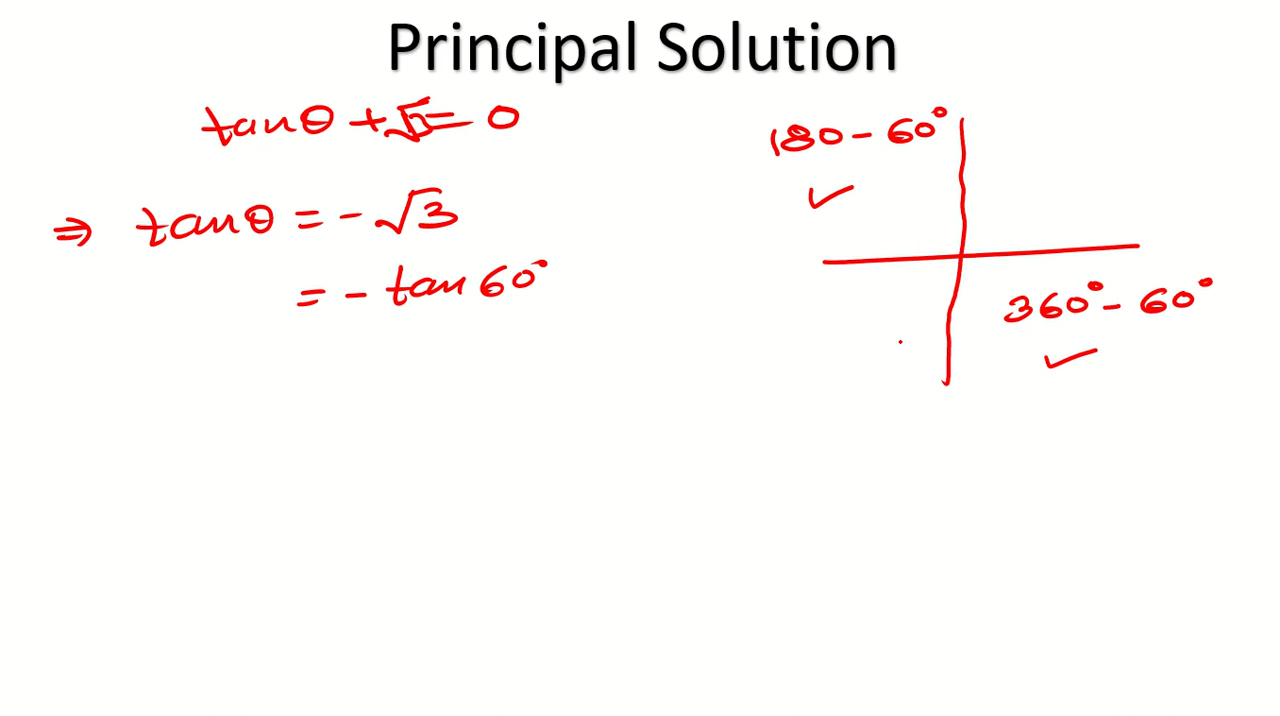 Principal Solution
tanθ + √3 = 0
⇒ tanθ = - √3
= - tan 60°
180 - 60°
360° - 60°